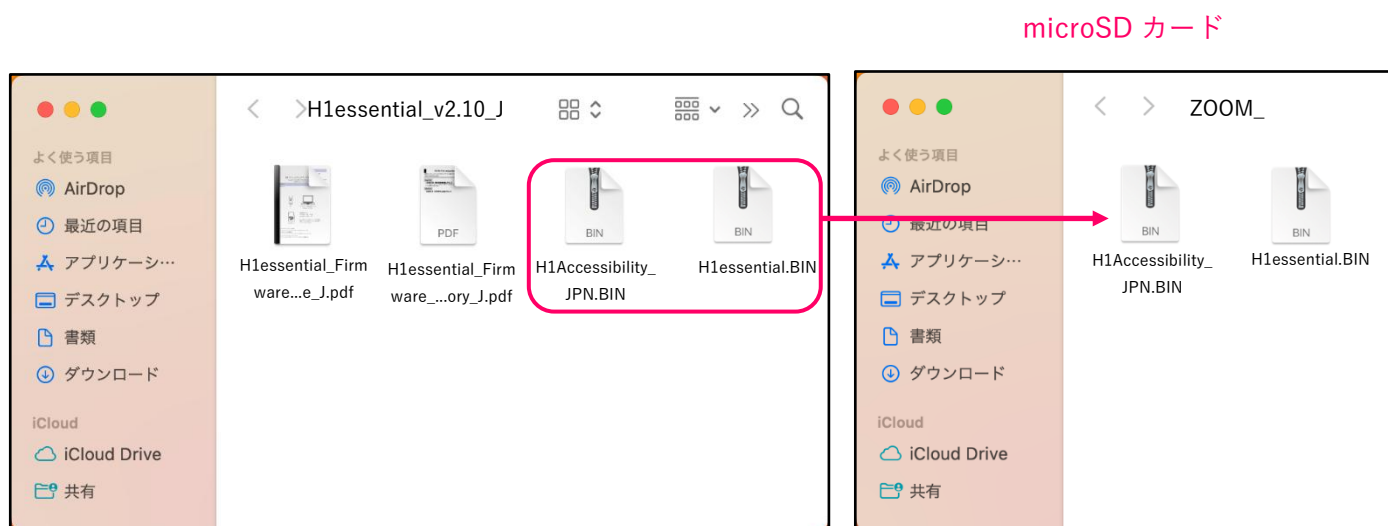 microSD カード
H1essential_v2.10_J
よく使う項目
AirDrop
最近の項目
アプリケーシ…
デスクトップ
書類
ダウンロード
iCloud
iCloud Drive
共有
PDF
BIN
BIN
H1essential_Firm
ware...e_J.pdf
H1essential_Firm
ware_...ory_J.pdf
H1Accessibility_
JPN.BIN
H1essential.BIN
ZOOM_
よく使う項目
AirDrop
最近の項目
アプリケーシ…
デスクトップ
書類
ダウンロード
iCloud
iCloud Drive
共有
BIN
BIN
H1Accessibility_
JPN.BIN
H1essential.BIN